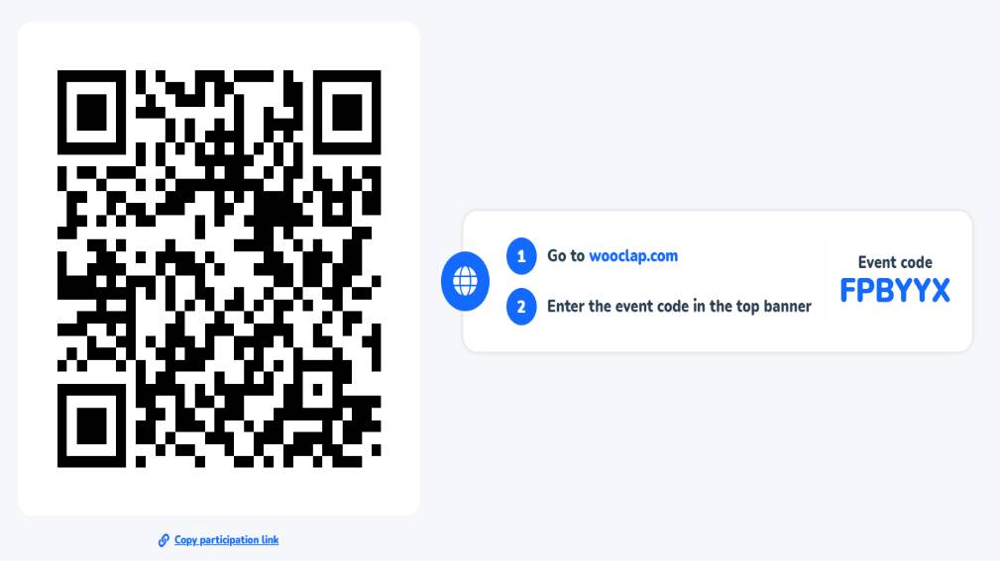 1 Go to wooclap.com
2 Enter the event code in the top banner
Event code
FPBYYX
Copy participation link